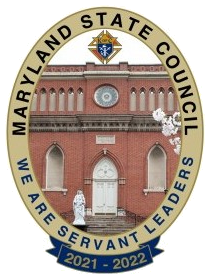 MARYLAND STATE COUNCIL
WE ARE SERVANT LEADERS
2021 - 2022